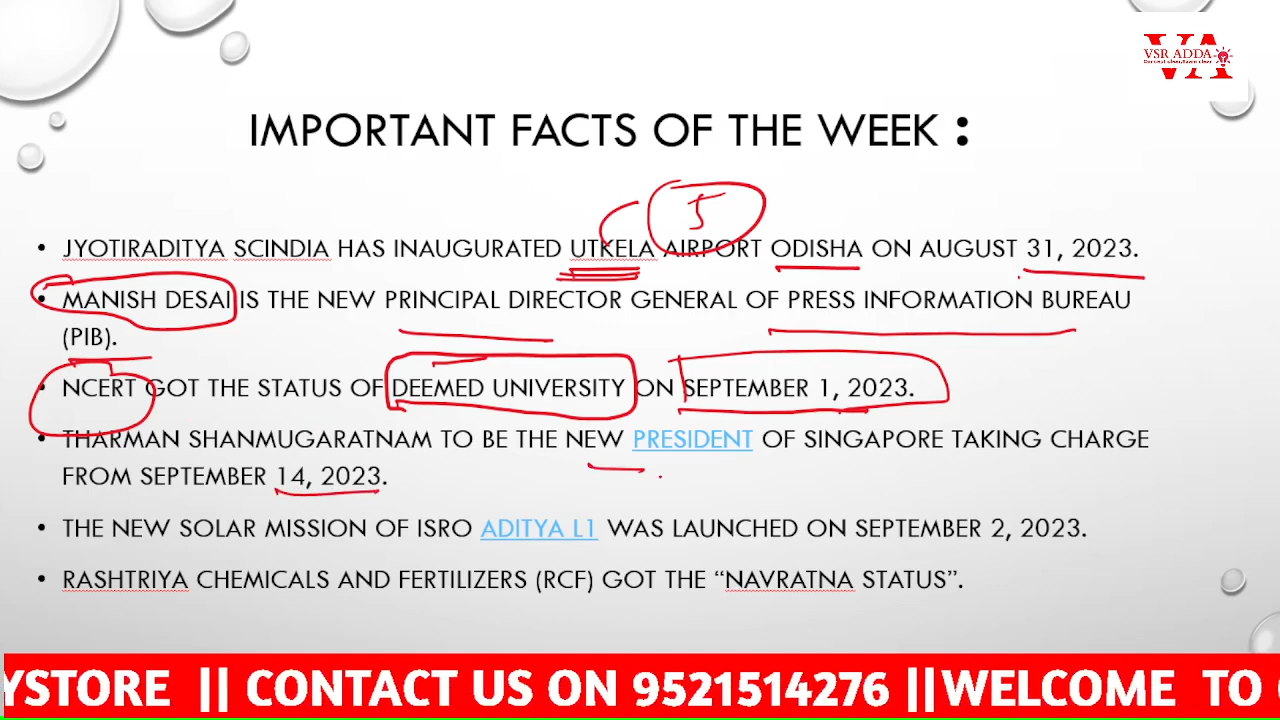 VSR ADDA
IMPORTANT FACTS OF THE WEEK :
5
• JYOTIRADITYA SCINDIA HAS INAUGURATED UTKELA AIRPORT ODISHA ON AUGUST 31, 2023.
• MANISH DESAI IS THE NEW PRINCIPAL DIRECTOR GENERAL OF PRESS INFORMATION BUREAU
(PIB).
• NCERT GOT THE STATUS OF DEEMED UNIVERSITY ON SEPTEMBER 1, 2023.
• THARMAN SHANMUGARATNAM TO BE THE NEW PRESIDENT OF SINGAPORE TAKING CHARGE
FROM SEPTEMBER 14, 2023.
• THE NEW SOLAR MISSION OF ISRO ADITYA L1 WAS LAUNCHED ON SEPTEMBER 2, 2023.
• RASHTRIYA CHEMICALS AND FERTILIZERS (RCF) GOT THE “NAVRATNA STATUS”.
YSTORE || CONTACT US ON 9521514276 ||WELCOME TO